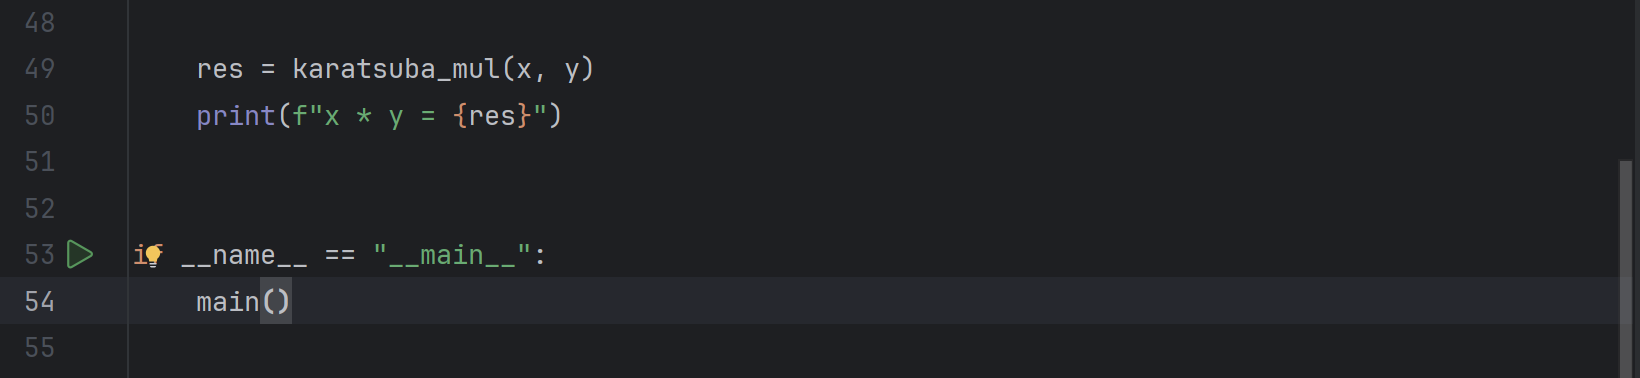 48
49 res = karatsuba_mul(x, y)
50 print(f"x * y = {res}")
51
52
53 if __name__ == "__main__":
54 main()
55